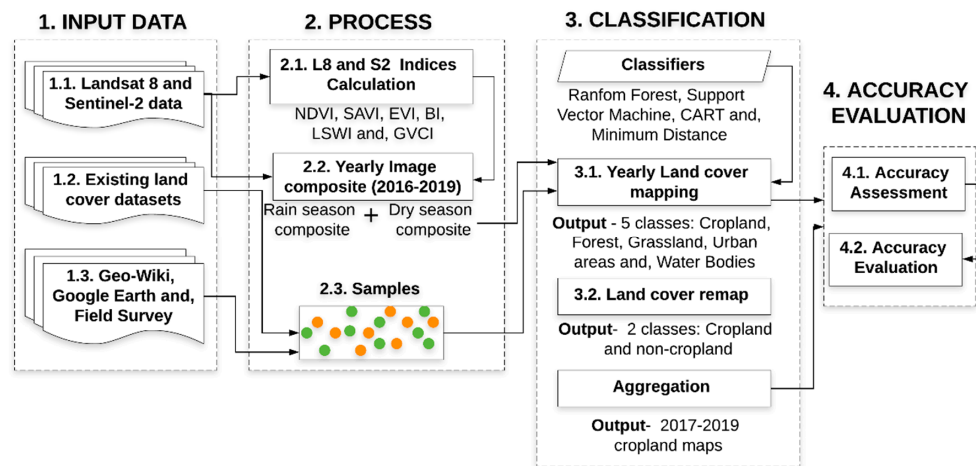 1. INPUT DATA
1.1. Landsat 8 and
Sentinel-2 data
1.2. Existing land
cover datasets
1.3. Geo-Wiki,
Google Earth and,
Field Survey
2. PROCESS
2.1. L8 and S2 Indices
Calculation
NDVI, SAVI, EVI, BI,
LSWI and, GVCI
2.2. Yearly Image
composite (2016-2019)
Rain season
composite
+
Dry season
composite
2.3. Samples
3. CLASSIFICATION
Classifiers
Ranfom Forest, Support
Vector Machine, CART and,
Minimum Distance
3.1. Yearly Land cover
mapping
Output - 5 classes: Cropland,
Forest, Grassland, Urban
areas and, Water Bodies
3.2. Land cover remap
Output- 2 classes: Cropland
and non-cropland
Aggregation
Output- 2017-2019
cropland maps
4. ACCURACY
EVALUATION
4.1. Accuracy
Assessment
4.2. Accuracy
Evaluation